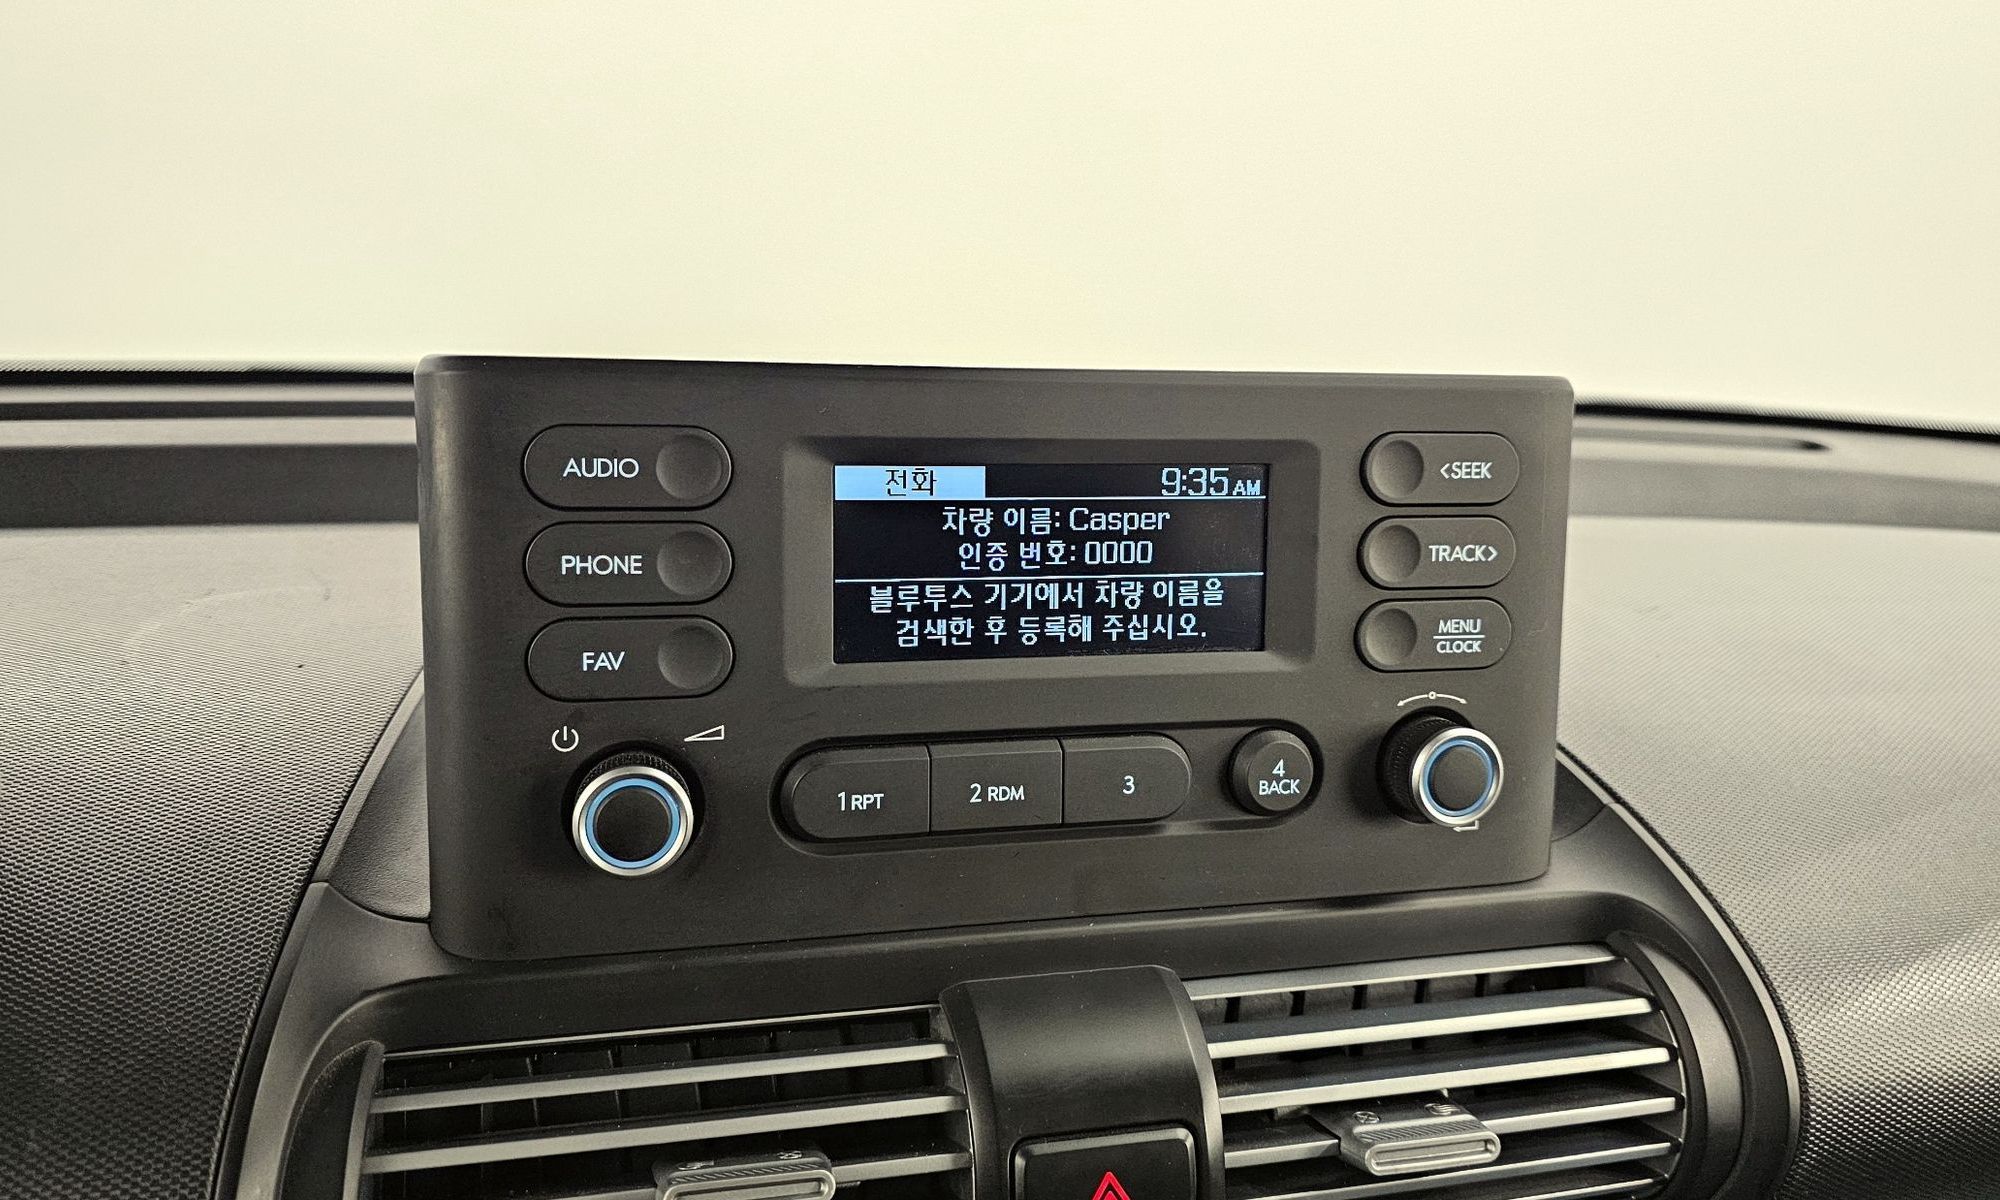 AUDIO
PHONE
FAV
전화 9:35 AM
차량 이름: Casper
인증 번호: 0000
블루투스 기기에서 차량 이름을
검색한 후 등록해 주십시오.
<SEEK
TRACK>
MENU
CLOCK
1 RPT
2 RDM
3
4
BACK